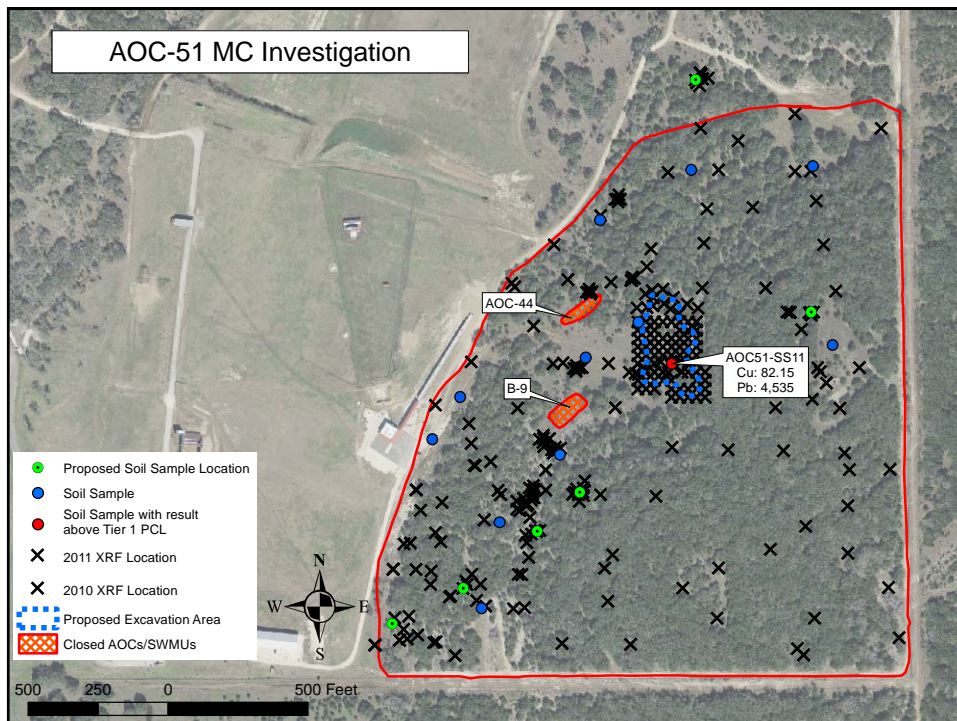 AOC-51 MC Investigation
AOC-44
AOC51-SS11
Cu: 82.15
Pb: 4,535
B-9
Proposed Soil Sample Location
Soil Sample
Soil Sample with result
above Tier 1 PCL
2011 XRF Location
2010 XRF Location
Proposed Excavation Area
Closed AOCs/SWMUs
N
W
E
S
500 250 0 500 Feet